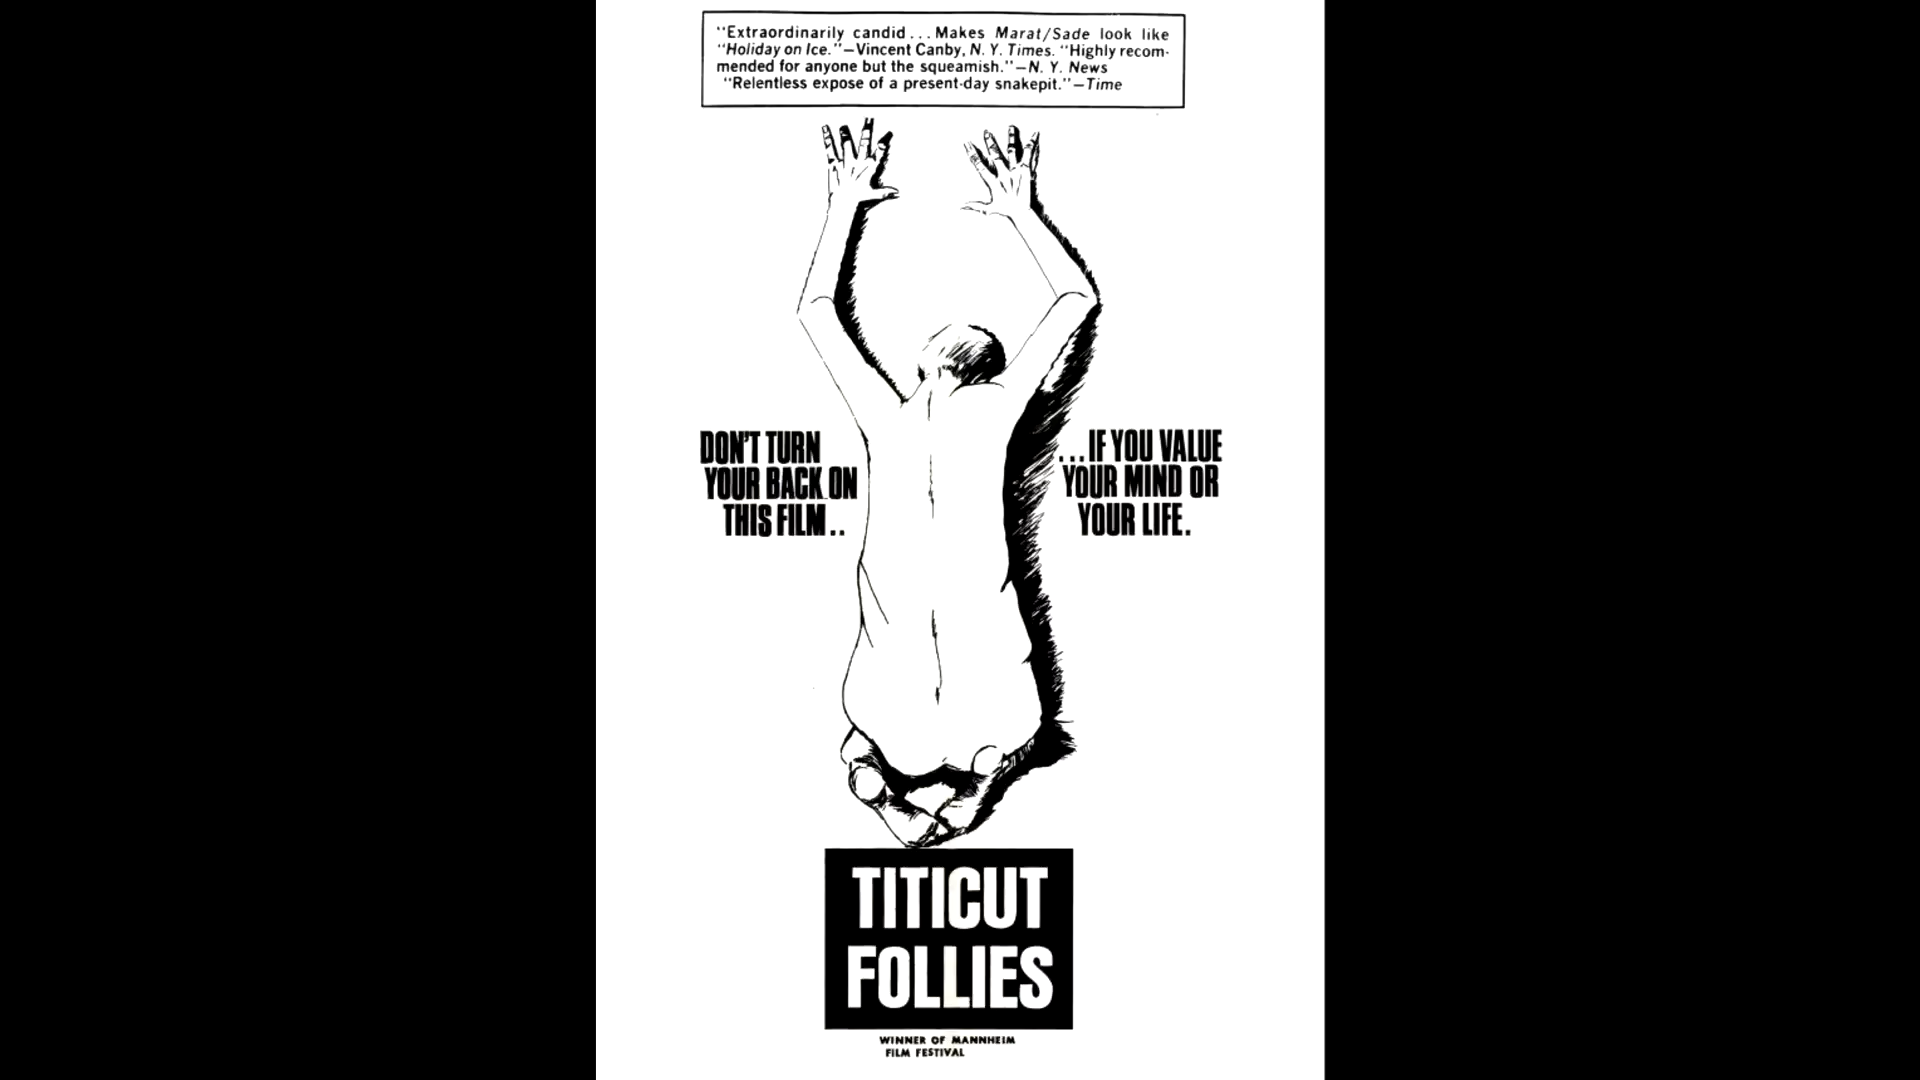 "Extraordinarily candid... Makes Marat/Sade look like
"Holiday on Ice."—Vincent Canby, N. Y. Times. "Highly recom-
mended for anyone but the squeamish."—N. Y. News
"Relentless expose of a present-day snakepit."—Time
DON'T TURN
YOUR BACK ON
THIS FILM..
...IF YOU VALUE
YOUR MIND OR
YOUR LIFE.
TITICUT
FOLLIES
WINNER OF MANNHEIM
FILM FESTIVAL